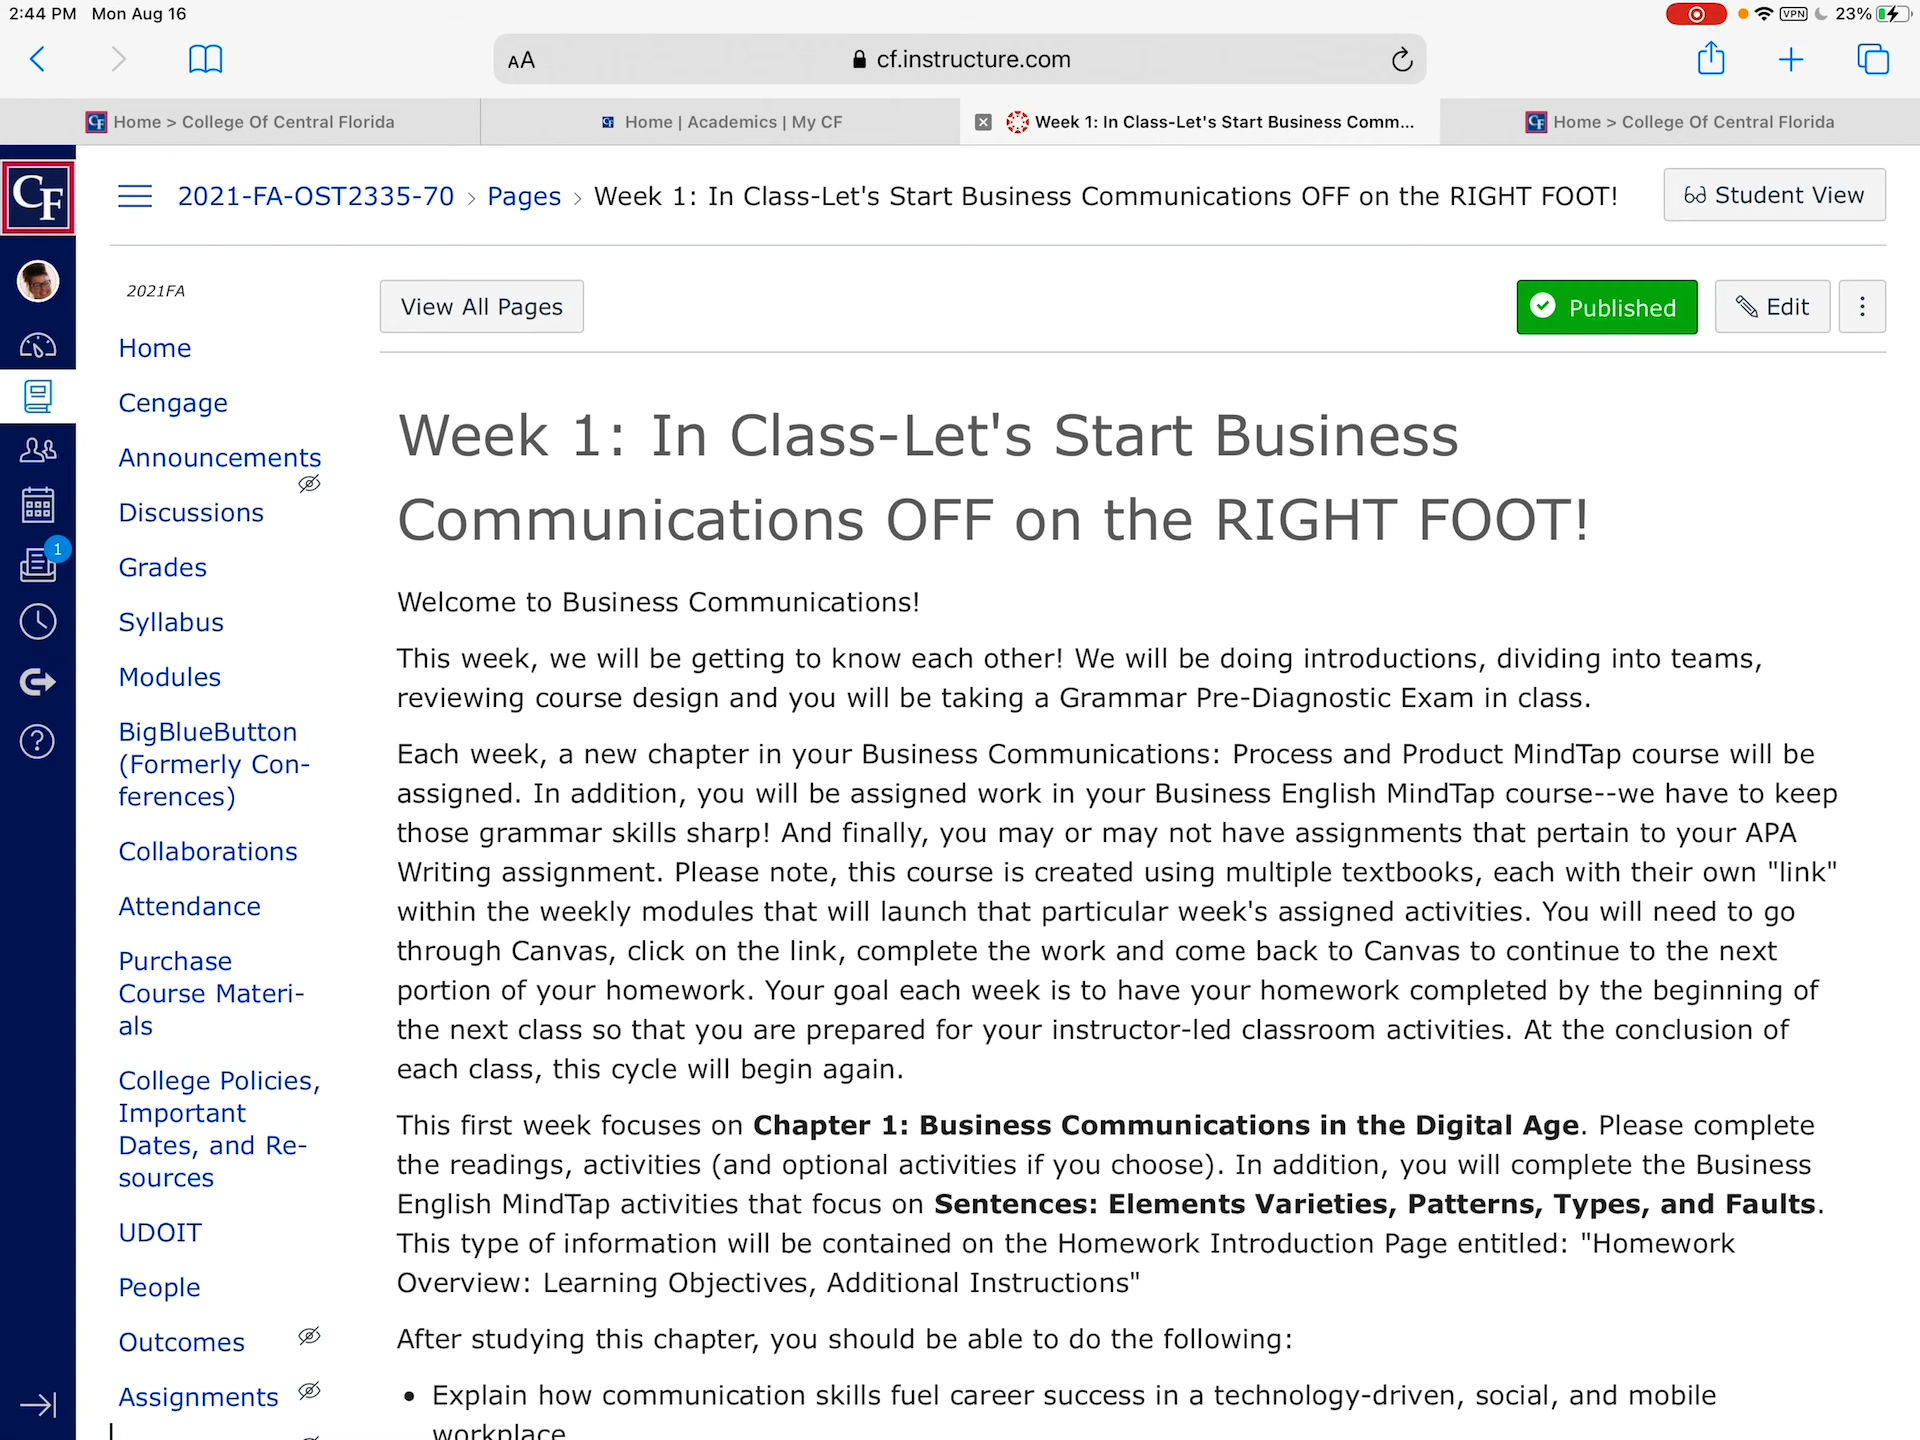 2:44 PM Mon Aug 16
VPN 23%
AA cf.instructure.com
CF Home > College Of Central Florida
CF Home | Academics | My CF
Week 1: In Class-Let's Start Business Comm...
CF Home > College Of Central Florida
CF
2021-FA-OST2335-70 > Pages > Week 1: In Class-Let's Start Business Communications OFF on the RIGHT FOOT!
Student View
1
2021FA
Home
Cengage
Announcements
Discussions
Grades
Syllabus
Modules
BigBlueButton
(Formerly Con-
ferences)
Collaborations
Attendance
Purchase
Course Materi-
als
College Policies,
Important
Dates, and Re-
sources
UDOIT
People
Outcomes
Assignments
View All Pages
Published
Edit
Week 1: In Class-Let's Start Business
Communications OFF on the RIGHT FOOT!
Welcome to Business Communications!
This week, we will be getting to know each other! We will be doing introductions, dividing into teams,
reviewing course design and you will be taking a Grammar Pre-Diagnostic Exam in class.
Each week, a new chapter in your Business Communications: Process and Product MindTap course will be
assigned. In addition, you will be assigned work in your Business English MindTap course--we have to keep
those grammar skills sharp! And finally, you may or may not have assignments that pertain to your APA
Writing assignment. Please note, this course is created using multiple textbooks, each with their own "link"
within the weekly modules that will launch that particular week's assigned activities. You will need to go
through Canvas, click on the link, complete the work and come back to Canvas to continue to the next
portion of your homework. Your goal each week is to have your homework completed by the beginning of
the next class so that you are prepared for your instructor-led classroom activities. At the conclusion of
each class, this cycle will begin again.
This first week focuses on Chapter 1: Business Communications in the Digital Age. Please complete
the readings, activities (and optional activities if you choose). In addition, you will complete the Business
English MindTap activities that focus on Sentences: Elements Varieties, Patterns, Types, and Faults.
This type of information will be contained on the Homework Introduction Page entitled: "Homework
Overview: Learning Objectives, Additional Instructions"
After studying this chapter, you should be able to do the following:
• Explain how communication skills fuel career success in a technology-driven, social, and mobile
workplace